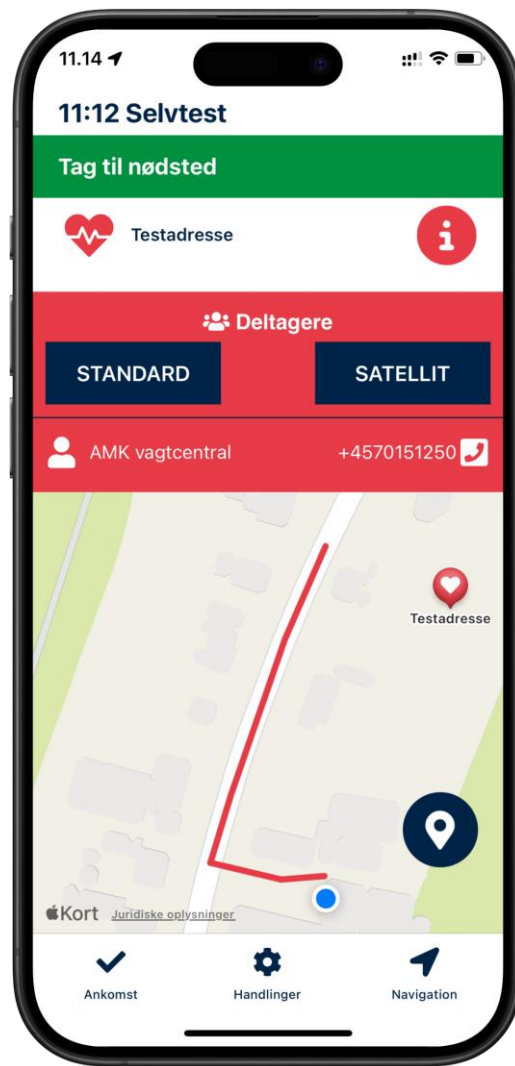 11.14
11:12 Selvtest
Tag til nødsted
Testadresse
Deltagere
STANDARD SATELLIT
AMK vagtcentral +4570151250
Testadresse
Kort Juridiske oplysninger
Ankomst Handlinger Navigation